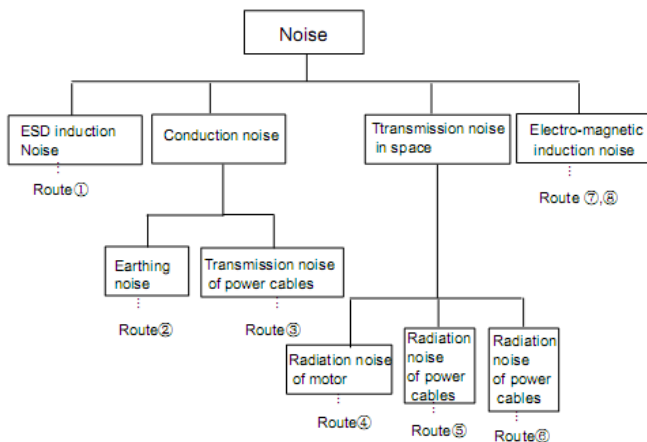 Noise
ESD induction
Noise
Conduction noise
Ttransmission noise
in space
Electro-magnetic
induction noise
Route①
Route ⑦,⑧
Earthing
noise
Transmission noise
of power cables
Route②
Route③
Radiation noise
of motor
Radiation
noise
of power
cables
Radiation
noise
of power
cables
Route④
Route⑤
Route⑥